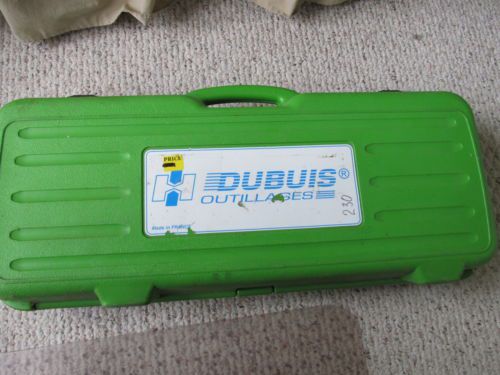 PRICE
DUBUIS®
OUTILLAGES
230
Made in FRANCE